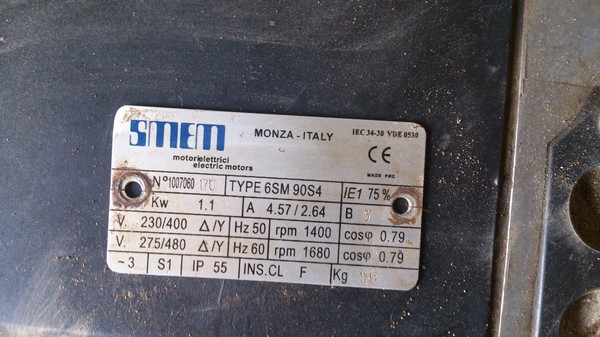 SMEM
MONZA - ITALY
IEC 34-30 VDE 0530
motori elettrici
electric motors
CE
MADE PRC
N° 1007060 TYPE 6SM 90S4 IE1 75 %
Kw 1.1 A 4.57 / 2.64 B
V. 230/400 Δ/Y Hz 50 rpm 1400 cosφ 0.79
V. 275/480 Δ/Y Hz 60 rpm 1680 cosφ 0.79
~3 S1 IP 55 INS.CL F Kg